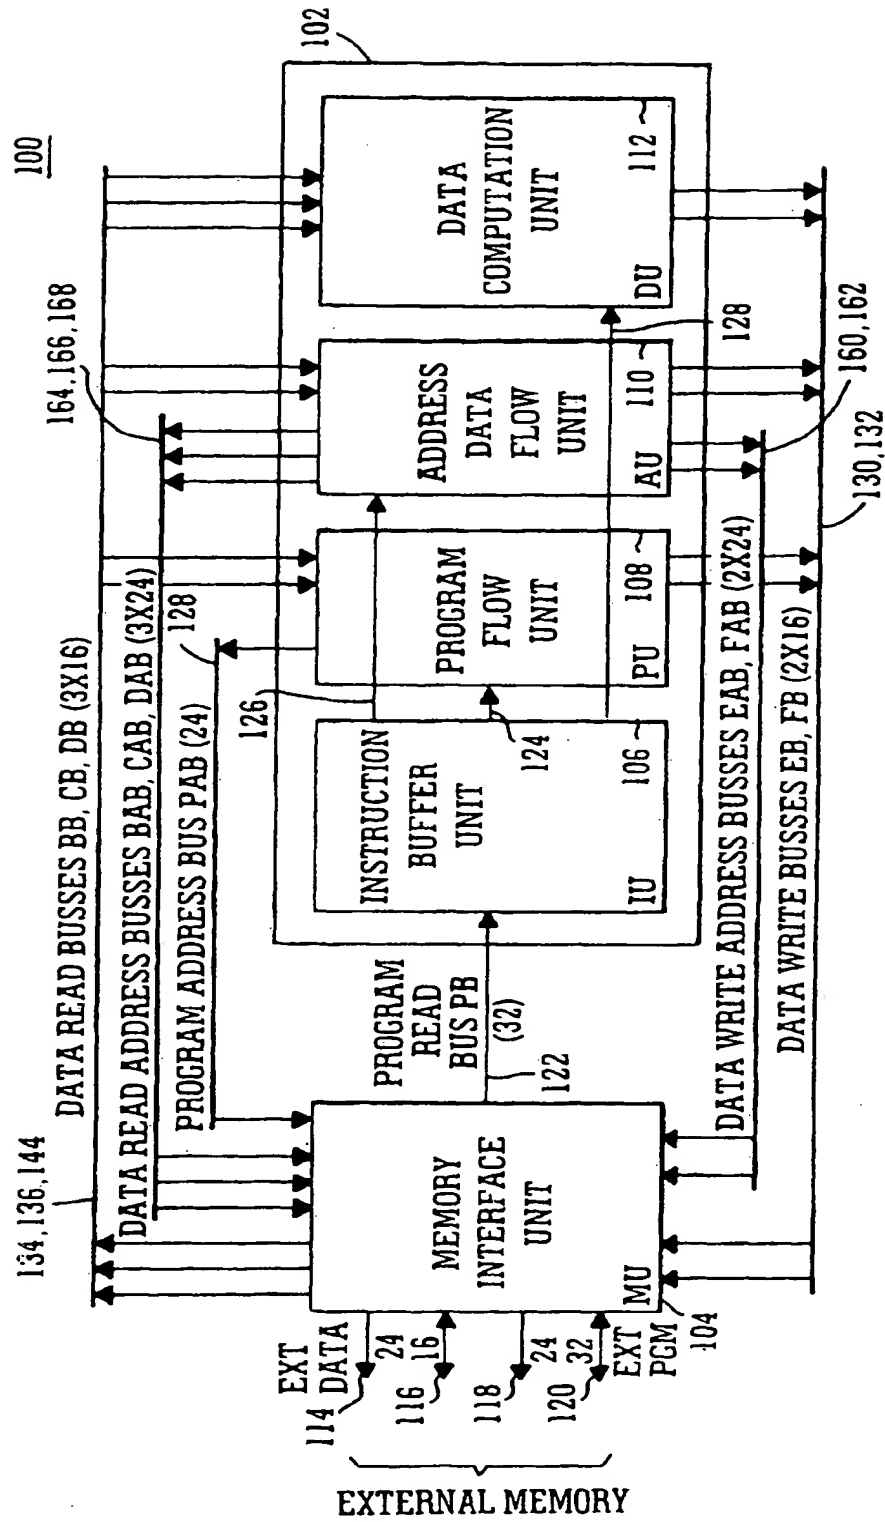 100
102
DATA READ BUSSES BB, CB, DB (3X16)
134,136,144
164,166,168
DATA READ ADDRESS BUSSES BAB, CAB, DAB (3X24)
PROGRAM ADDRESS BUS PAB (24)
128
EXT
DATA
114
24
16
116
118
24
32
120
EXT
PGM
EXTERNAL MEMORY
MEMORY
INTERFACE
UNIT
MU
104
PROGRAM
READ
BUS PB
(32)
122
INSTRUCTION
BUFFER
UNIT
IU
106
126
124
PROGRAM
FLOW
UNIT
PU
108
ADDRESS
DATA
FLOW
UNIT
AU
110
DATA
COMPUTATION
UNIT
DU
112
128
DATA WRITE ADDRESS BUSSES EAB, FAB (2X24)
160,162
DATA WRITE BUSSES EB, FB (2X16)
130,132